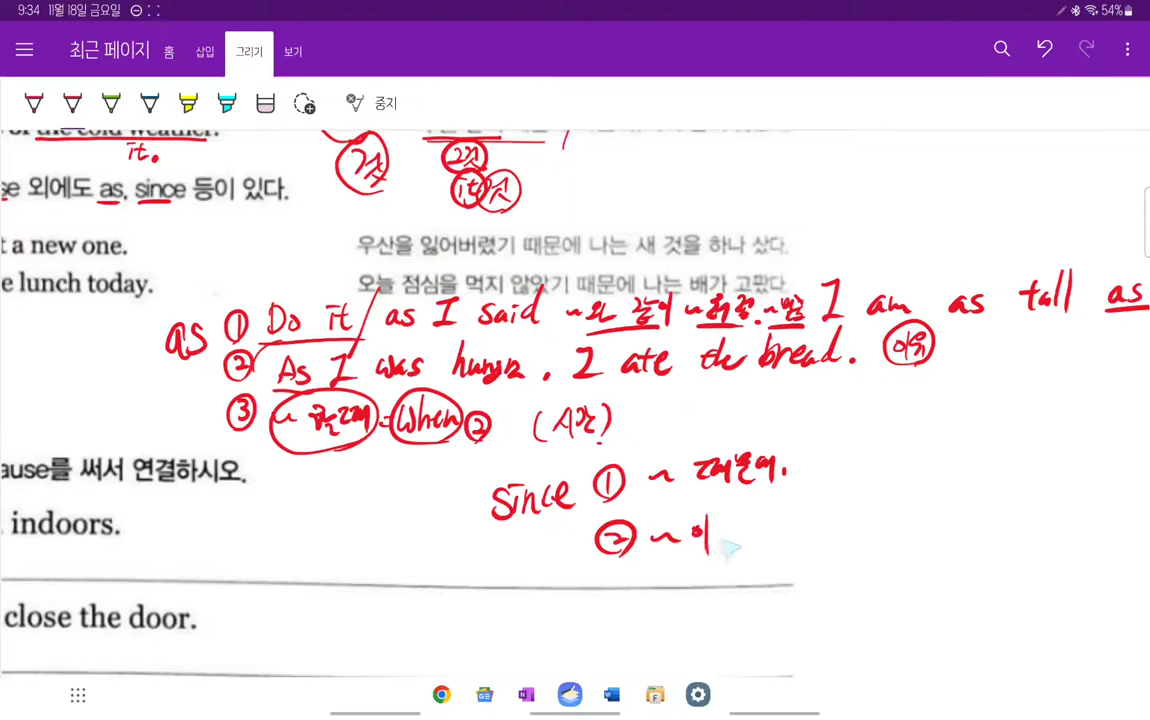 9:34 11월 18일 금요일 54%
최근 페이지 홈 삽입 그리기 보기
중지
of the cold weather.
it. 것 그것
it 것
se 외에도 as, since 등이 있다.
t a new one. 우산을 잃어버렸기 때문에 나는 새 것을 하나 샀다.
e lunch today. 오늘 점심을 먹지 않았기 때문에 나는 배가 고팠다.
as ① Do it / as I said ~와 같이 ~처럼. ~만큼 I am as tall as
② As I was hungry, I ate the bread. 이유
③ ~ 할때 = when ② (시간)
ause를 써서 연결하시오.
since ① ~ 때문에.
indoors.
② ~ 이
close the door.